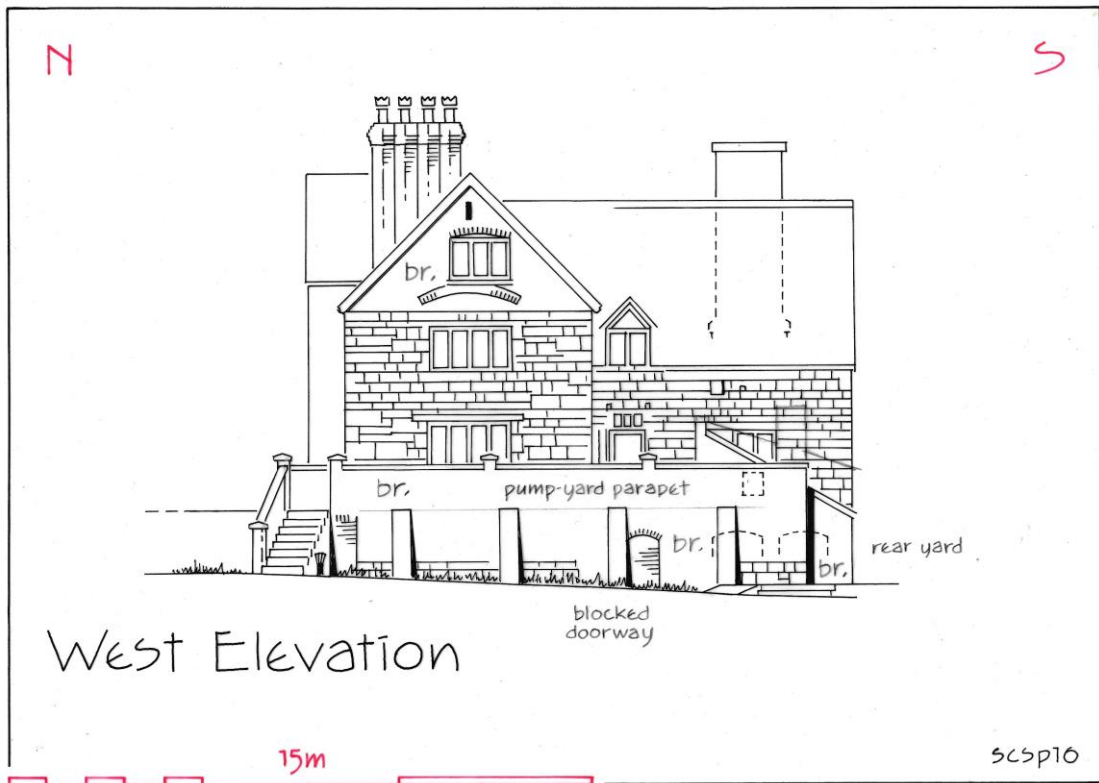 N
S
br.
br.
pump-yard parapet
br.
rear yard
br.
blocked
doorway
West Elevation
15m
scsp10